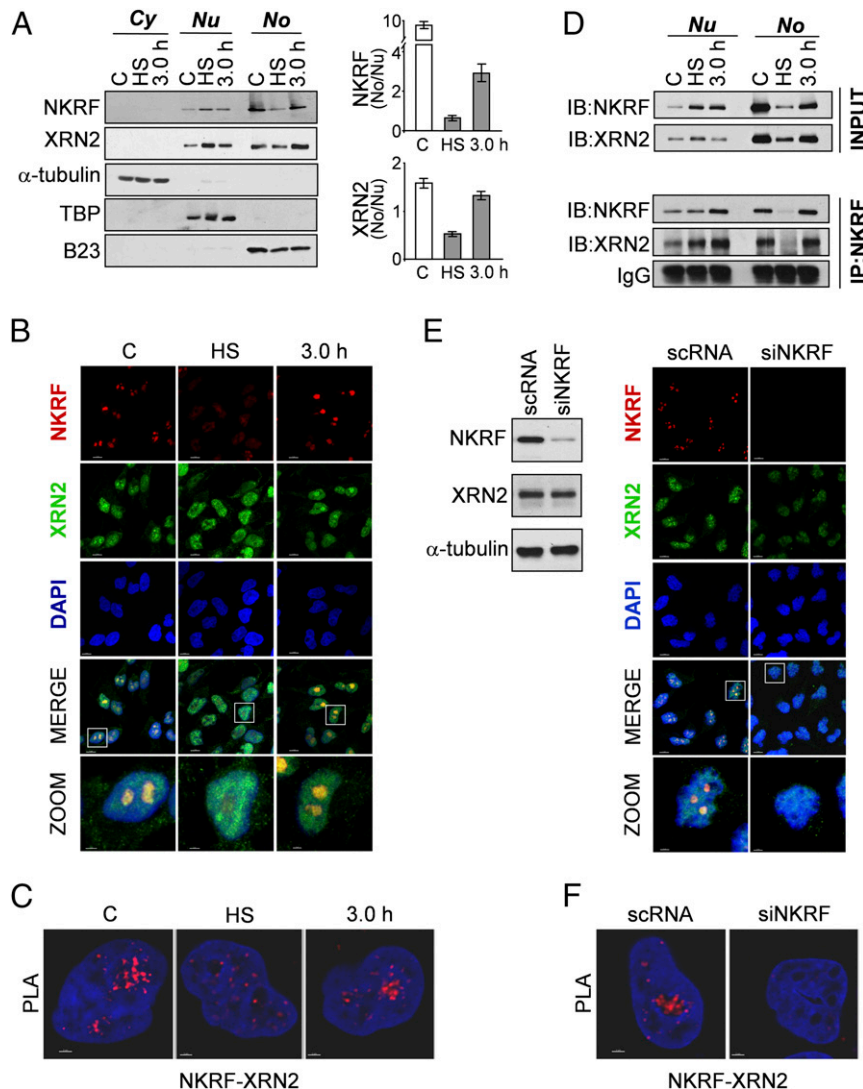 A
Cy Nu No
C HS 3.0 h C HS 3.0 h C HS 3.0 h
NKRF
XRN2
α-tubulin
TBP
B23
NKRF
(No/Nu)
10
4
2
0
C HS 3.0 h
XRN2
(No/Nu)
2
1
0
C HS 3.0 h
D
Nu No
C HS 3.0 h C HS 3.0 h
IB:NKRF
IB:XRN2
INPUT
IB:NKRF
IB:XRN2
IgG
IP:NKRF
B
C HS 3.0 h
NKRF
XRN2
DAPI
MERGE
ZOOM
E
scRNA siNKRF
NKRF
XRN2
α-tubulin
scRNA siNKRF
NKRF
XRN2
DAPI
MERGE
ZOOM
C
C HS 3.0 h
PLA
NKRF-XRN2
F
scRNA siNKRF
PLA
NKRF-XRN2